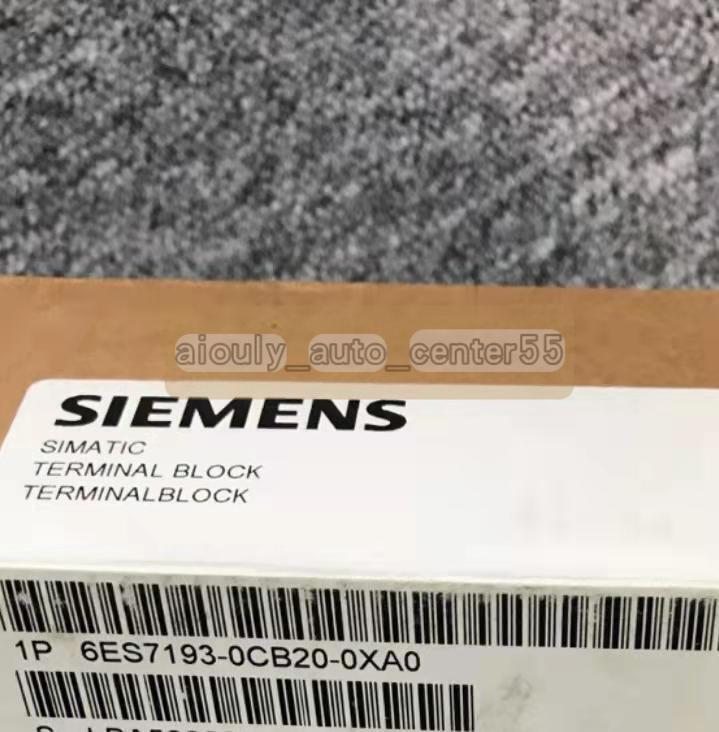 aiouly_auto_center55
SIEMENS
SIMATIC
TERMINAL BLOCK
TERMINALBLOCK
1P 6ES7193-0CB20-0XA0